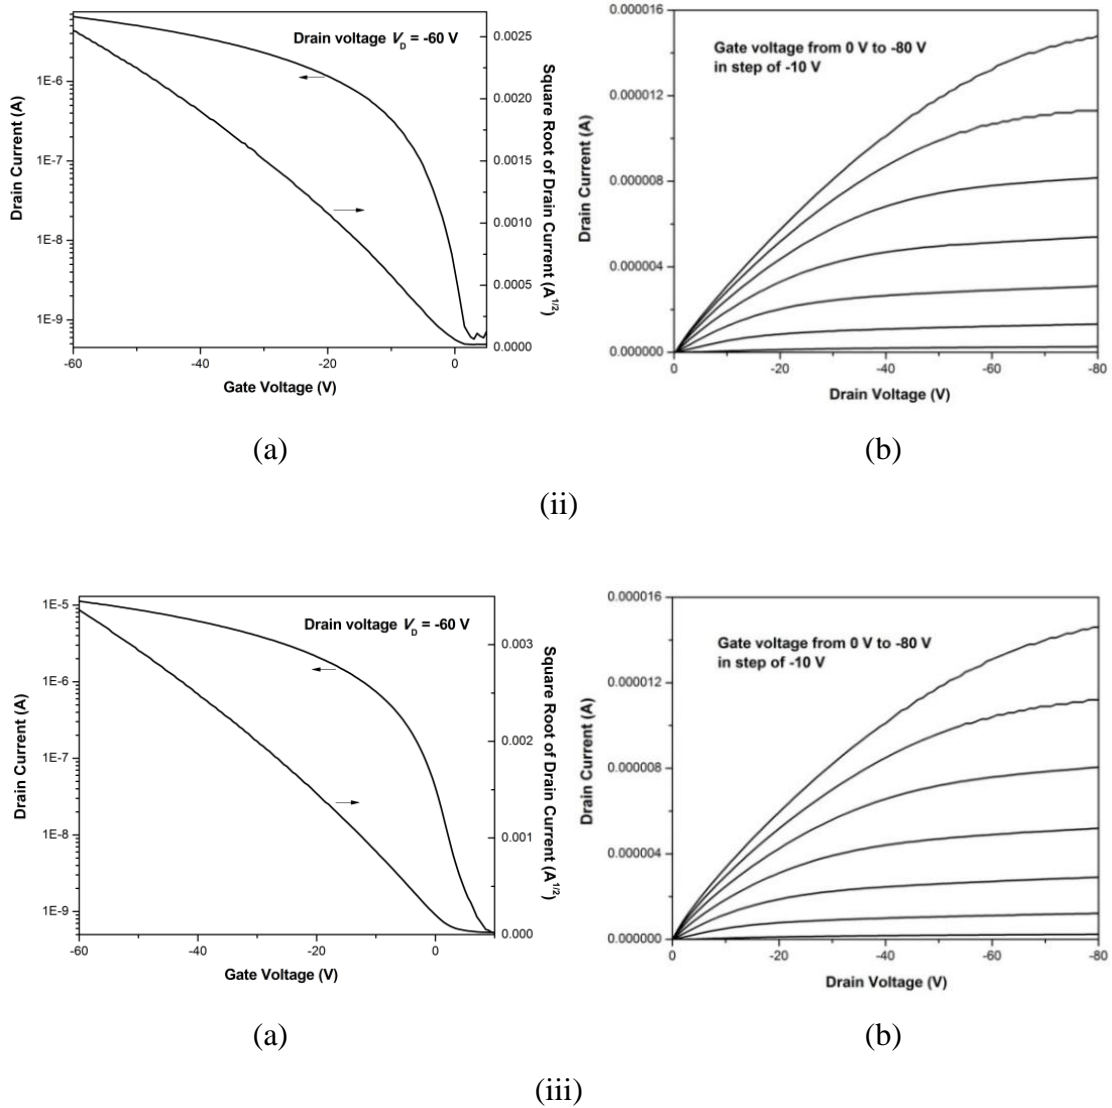 Drain voltage VD = -60 V
1E-6
1E-7
1E-8
1E-9
Drain Current (A)
0.0025
0.0020
0.0015
0.0010
0.0005
0.0000
Square Root of Drain Current (A1/2)
-60
-40
-20
0
Gate Voltage (V)
(a)
Gate voltage from 0 V to -80 V
in step of -10 V
0.000016
0.000012
0.000008
0.000004
0.000000
Drain Current (A)
0
-20
-40
-60
-80
Drain Voltage (V)
(b)
(ii)
Drain voltage VD = -60 V
1E-5
1E-6
1E-7
1E-8
1E-9
Drain Current (A)
0.003
0.002
0.001
0.000
Square Root of Drain Current (A1/2)
-60
-40
-20
0
Gate Voltage (V)
(a)
Gate voltage from 0 V to -80 V
in step of -10 V
0.000016
0.000012
0.000008
0.000004
0.000000
Drain Current (A)
0
-20
-40
-60
-80
Drain Voltage (V)
(b)
(iii)